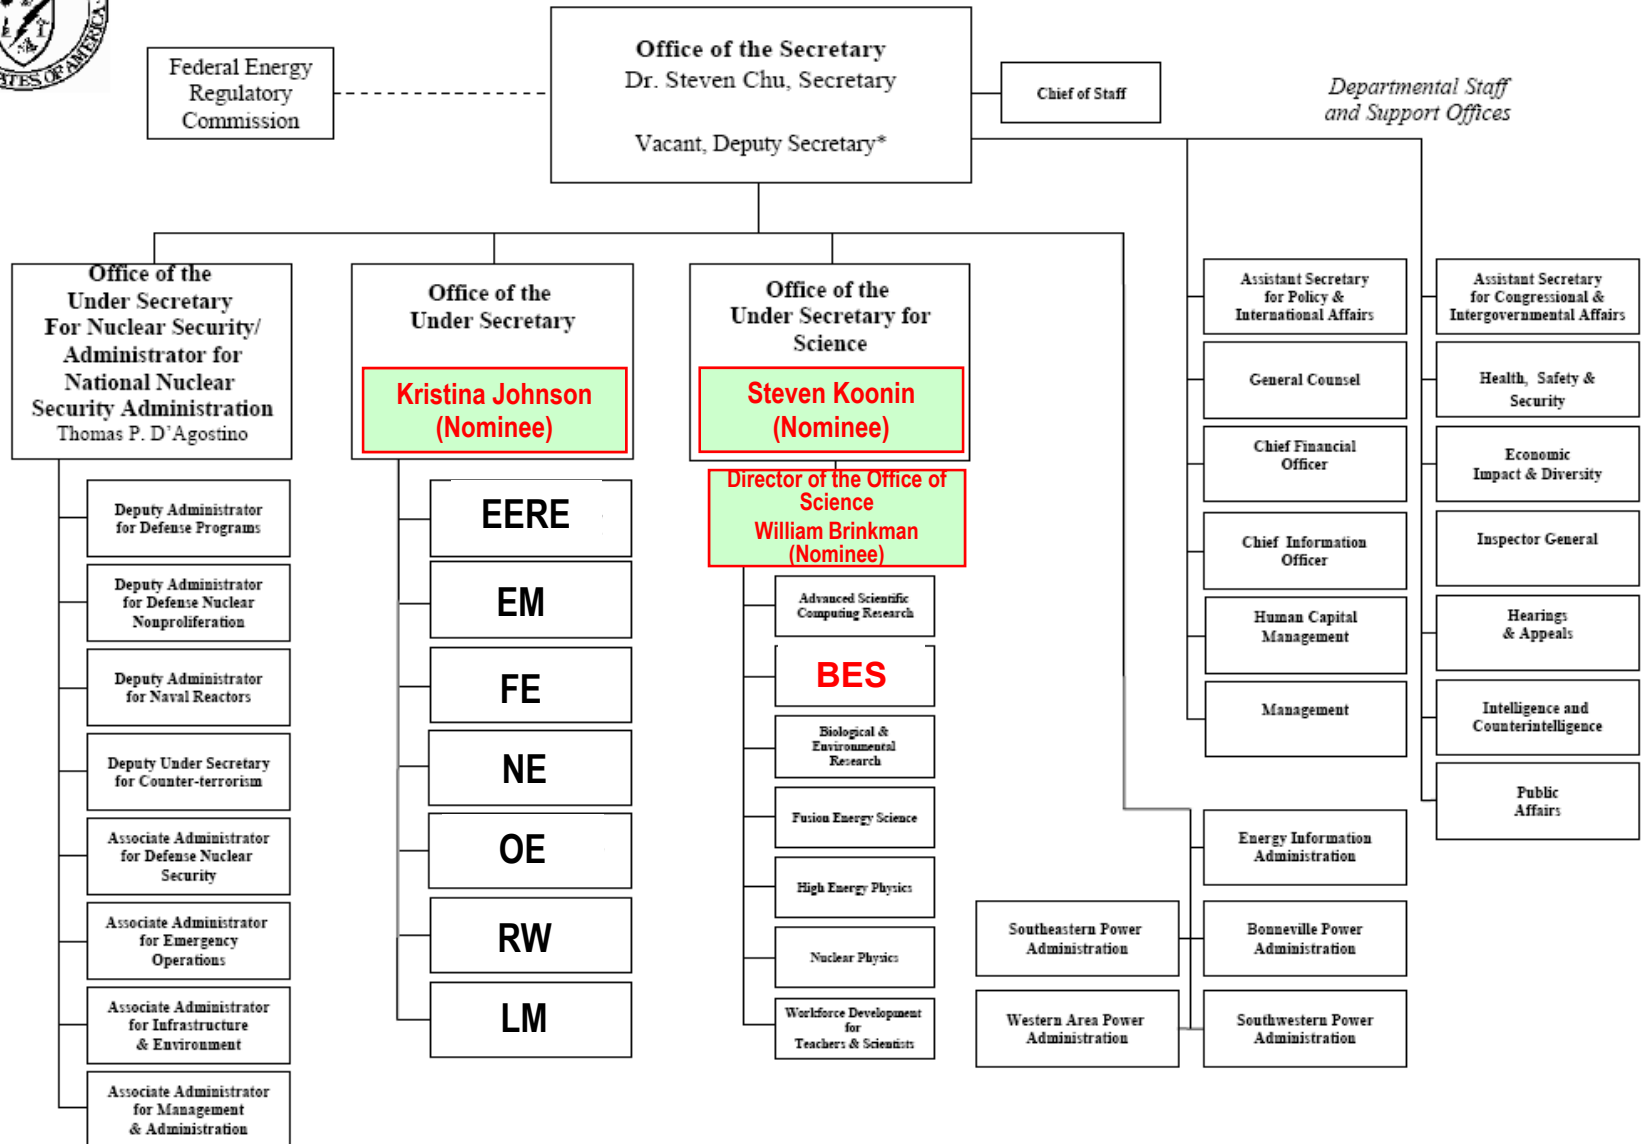 TATES OF AMERICA
Federal Energy
Regulatory
Commission
Office of the Secretary
Dr. Steven Chu, Secretary
Vacant, Deputy Secretary*
Chief of Staff
Departmental Staff
and Support Offices
Office of the
Under Secretary
For Nuclear Security/
Administrator for
National Nuclear
Security Administration
Thomas P. D'Agostino
Deputy Administrator
for Defense Programs
Deputy Administrator
for Defense Nuclear
Nonproliferation
Deputy Administrator
for Naval Reactors
Deputy Under Secretary
for Counter-terrorism
Associate Administrator
for Defense Nuclear
Security
Associate Administrator
for Emergency
Operations
Associate Administrator
for Infrastructure
& Environment
Associate Administrator
for Management
& Administration
Office of the
Under Secretary
Kristina Johnson
(Nominee)
EERE
EM
FE
NE
OE
RW
LM
Office of the
Under Secretary for
Science
Steven Koonin
(Nominee)
Director of the Office of
Science
William Brinkman
(Nominee)
Advanced Scientific
Computing Research
BES
Biological &
Environmental
Research
Fusion Energy Science
High Energy Physics
Nuclear Physics
Workforce Development
for
Teachers & Scientists
Assistant Secretary
for Policy &
International Affairs
General Counsel
Chief Financial
Officer
Chief Information
Officer
Human Capital
Management
Management
Assistant Secretary
for Congressional &
Intergovernmental Affairs
Health, Safety &
Security
Economic
Impact & Diversity
Inspector General
Hearings
& Appeals
Intelligence and
Counterintelligence
Public
Affairs
Energy Information
Administration
Southeastern Power
Administration
Bonneville Power
Administration
Western Area Power
Administration
Southwestern Power
Administration